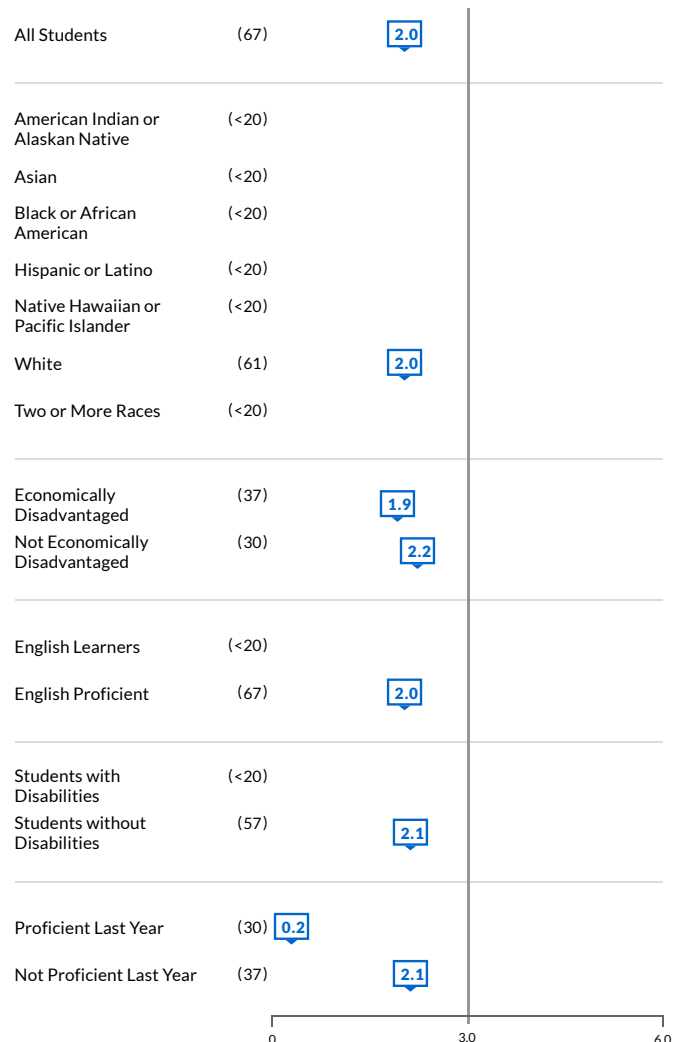 All Students (67) 2.0
American Indian or (<20)
Alaskan Native
Asian (<20)
Black or African (<20)
American
Hispanic or Latino (<20)
Native Hawaiian or (<20)
Pacific Islander
White (61) 2.0
Two or More Races (<20)
Economically (37) 1.9
Disadvantaged
Not Economically (30) 2.2
Disadvantaged
English Learners (<20)
English Proficient (67) 2.0
Students with (<20)
Disabilities
Students without (57) 2.1
Disabilities
Proficient Last Year (30) 0.2
Not Proficient Last Year (37) 2.1
0 3.0 6.0